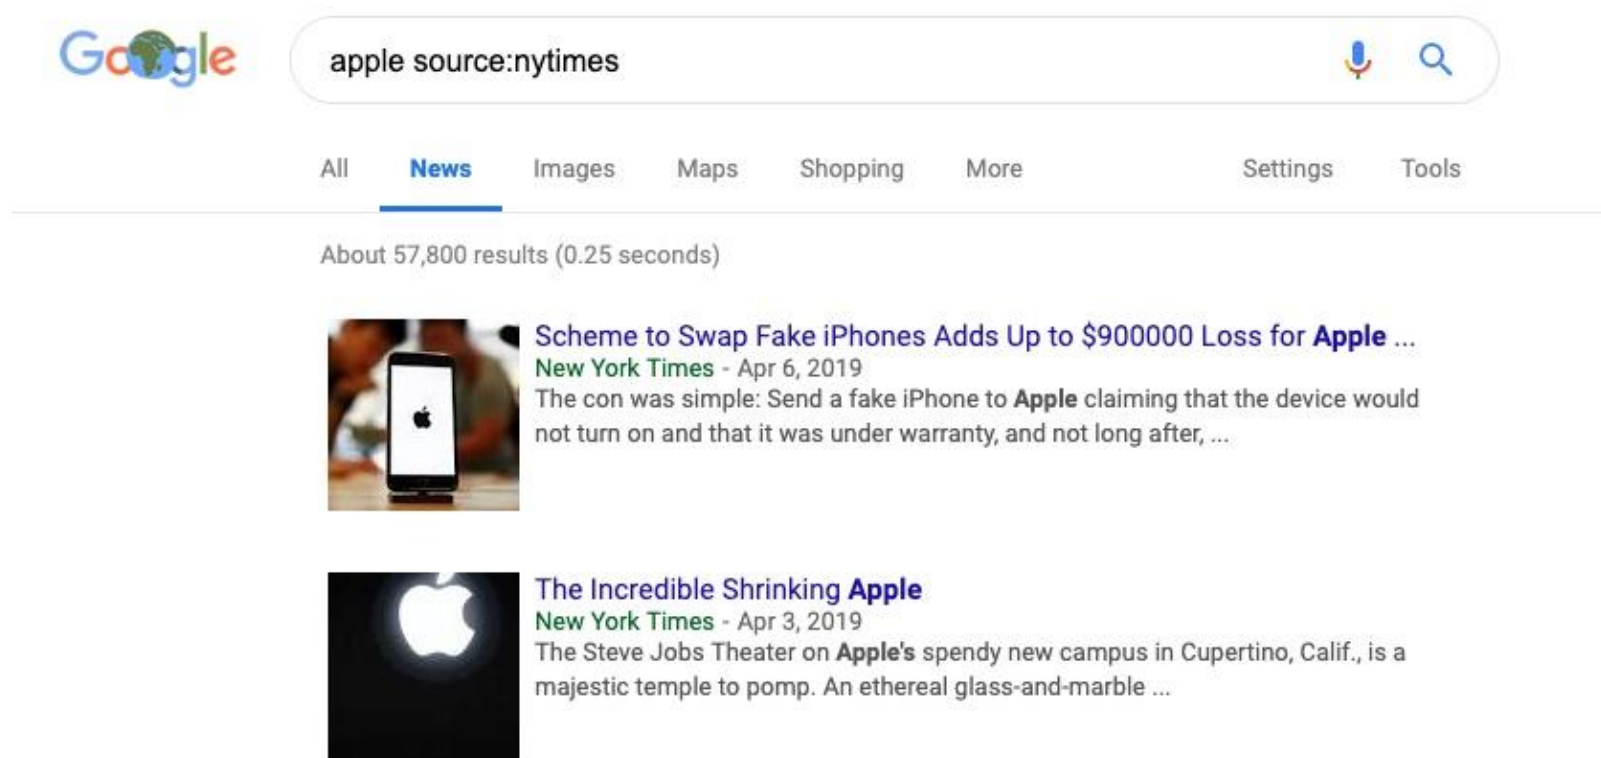 Google
apple source:nytimes
All News Images Maps Shopping More Settings Tools
About 57,800 results (0.25 seconds)
Scheme to Swap Fake iPhones Adds Up to $900000 Loss for Apple ...
New York Times - Apr 6, 2019
The con was simple: Send a fake iPhone to Apple claiming that the device would
not turn on and that it was under warranty, and not long after, ...
The Incredible Shrinking Apple
New York Times - Apr 3, 2019
The Steve Jobs Theater on Apple's spendy new campus in Cupertino, Calif., is a
majestic temple to pomp. An ethereal glass-and-marble ...